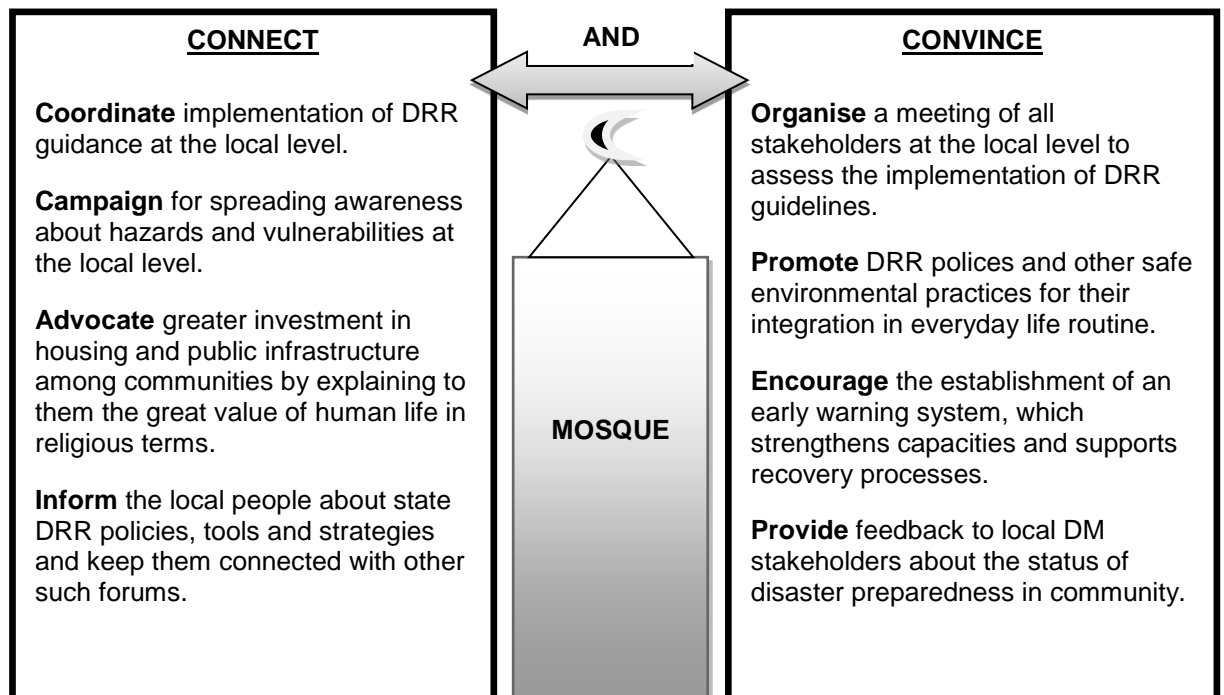 CONNECT
Coordinate implementation of DRR
guidance at the local level.
Campaign for spreading awareness
about hazards and vulnerabilities at
the local level.
Advocate greater investment in
housing and public infrastructure
among communities by explaining to
them the great value of human life in
religious terms.
Inform the local people about state
DRR policies, tools and strategies
and keep them connected with other
such forums.
AND
MOSQUE
CONVINCE
Organise a meeting of all
stakeholders at the local level to
assess the implementation of DRR
guidelines.
Promote DRR polices and other safe
environmental practices for their
integration in everyday life routine.
Encourage the establishment of an
early warning system, which
strengthens capacities and supports
recovery processes.
Provide feedback to local DM
stakeholders about the status of
disaster preparedness in community.